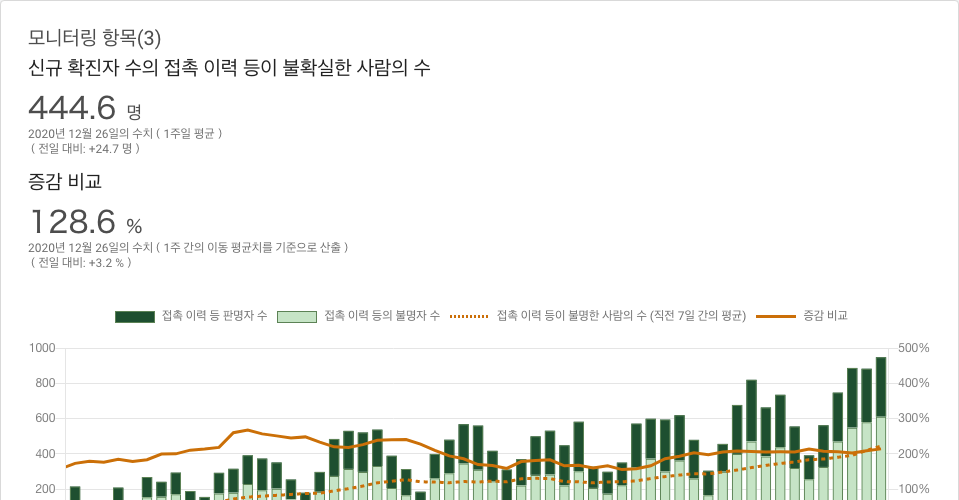 모니터링 항목(3)
신규 확진자 수의 접촉 이력 등이 불확실한 사람의 수
444.6 명
2020년 12월 26일의 수치 ( 1주일 평균 )
( 전일 대비: +24.7 명 )
증감 비교
128.6 %
2020년 12월 26일의 수치 ( 1주 간의 이동 평균치를 기준으로 산출 )
( 전일 대비: +3.2 % )
접촉 이력 등 판명자 수 접촉 이력 등의 불명자 수 접촉 이력 등이 불명한 사람의 수 (직전 7일 간의 평균) 증감 비교
1000 500%
800 400%
600 300%
400 200%
200 100%